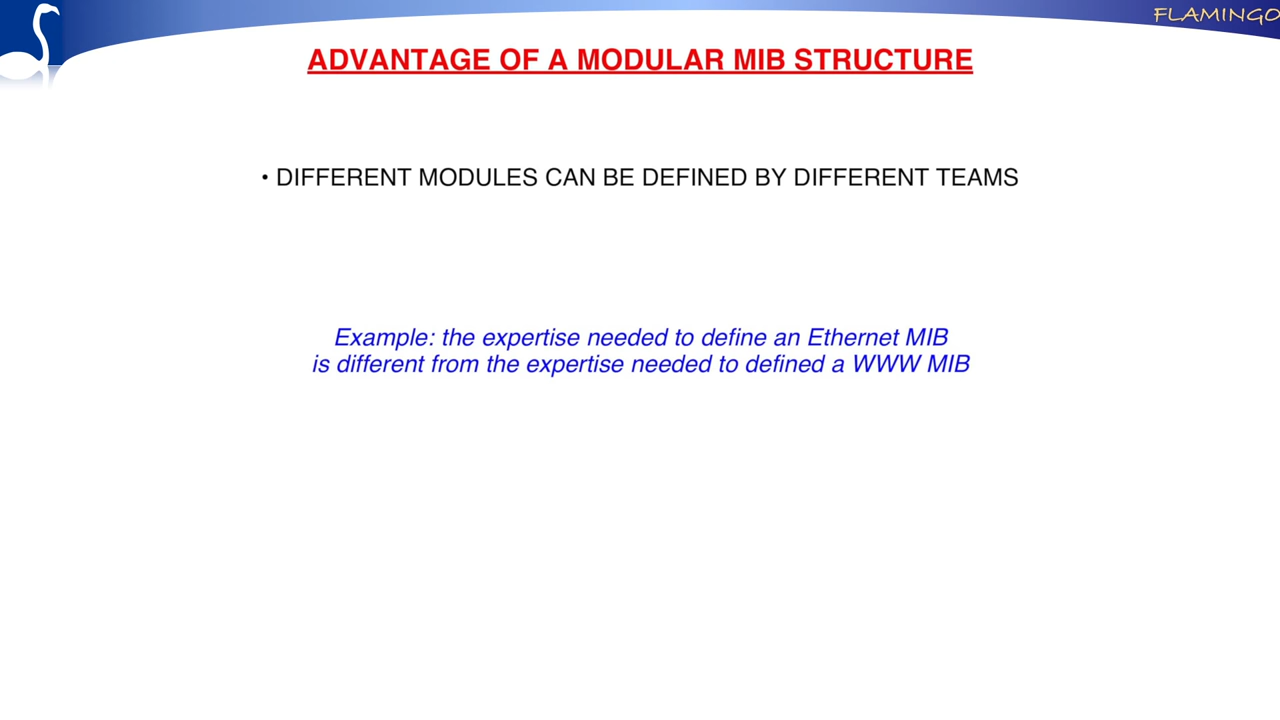 FLAMINGO
ADVANTAGE OF A MODULAR MIB STRUCTURE
• DIFFERENT MODULES CAN BE DEFINED BY DIFFERENT TEAMS
Example: the expertise needed to define an Ethernet MIB
is different from the expertise needed to defined a WWW MIB